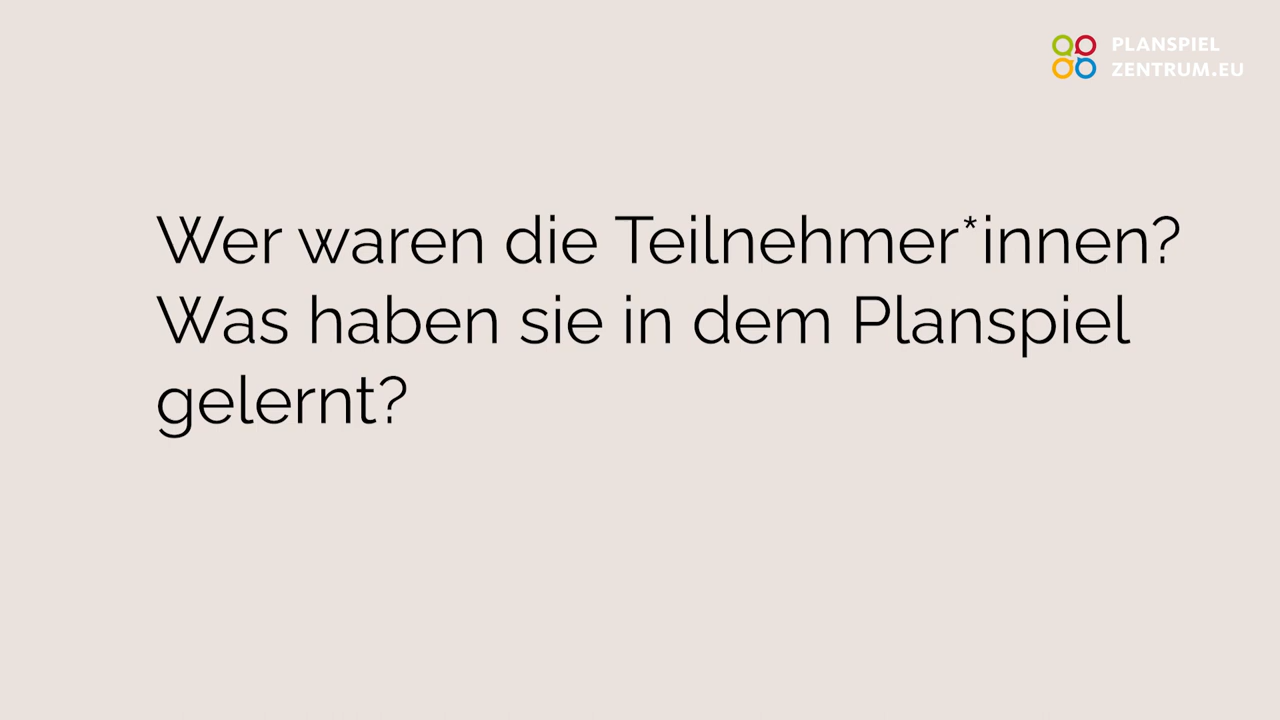 PLANSPIEL
ZENTRUM.EU
Wer waren die Teilnehmer*innen?
Was haben sie in dem Planspiel
gelernt?